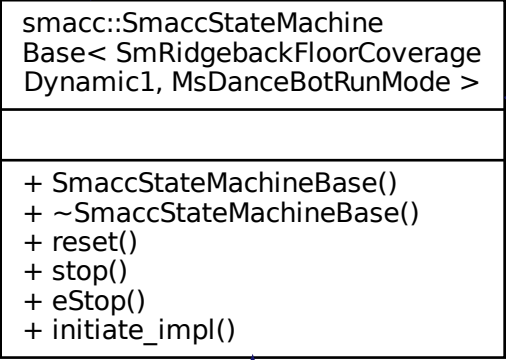 smacc::SmaccStateMachine
Base< SmRidgebackFloorCoverage
Dynamic1, MsDanceBotRunMode >
+ SmaccStateMachineBase()
+ ~SmaccStateMachineBase()
+ reset()
+ stop()
+ eStop()
+ initiate_impl()